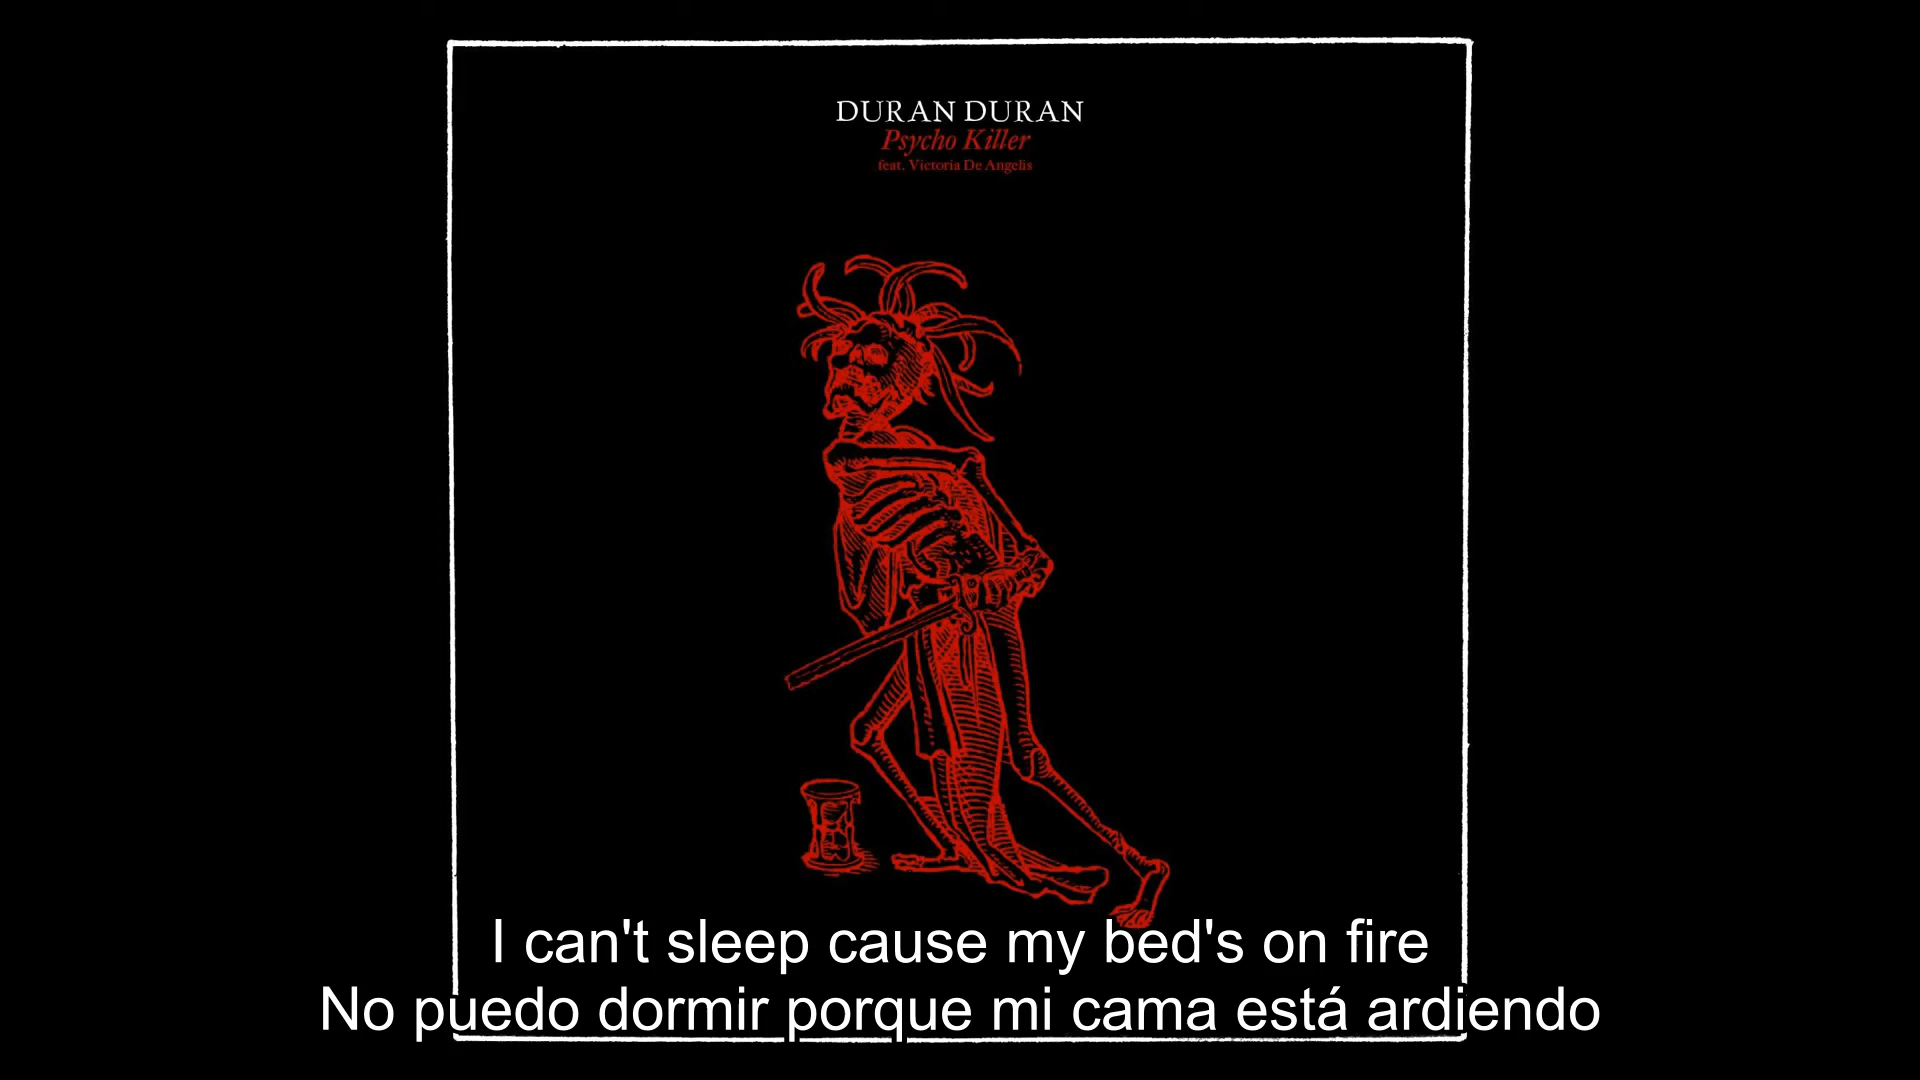 DURAN DURAN
Psycho Killer
feat. Victoria De Angelis
I can't sleep cause my bed's on fire
No puedo dormir porque mi cama está ardiendo